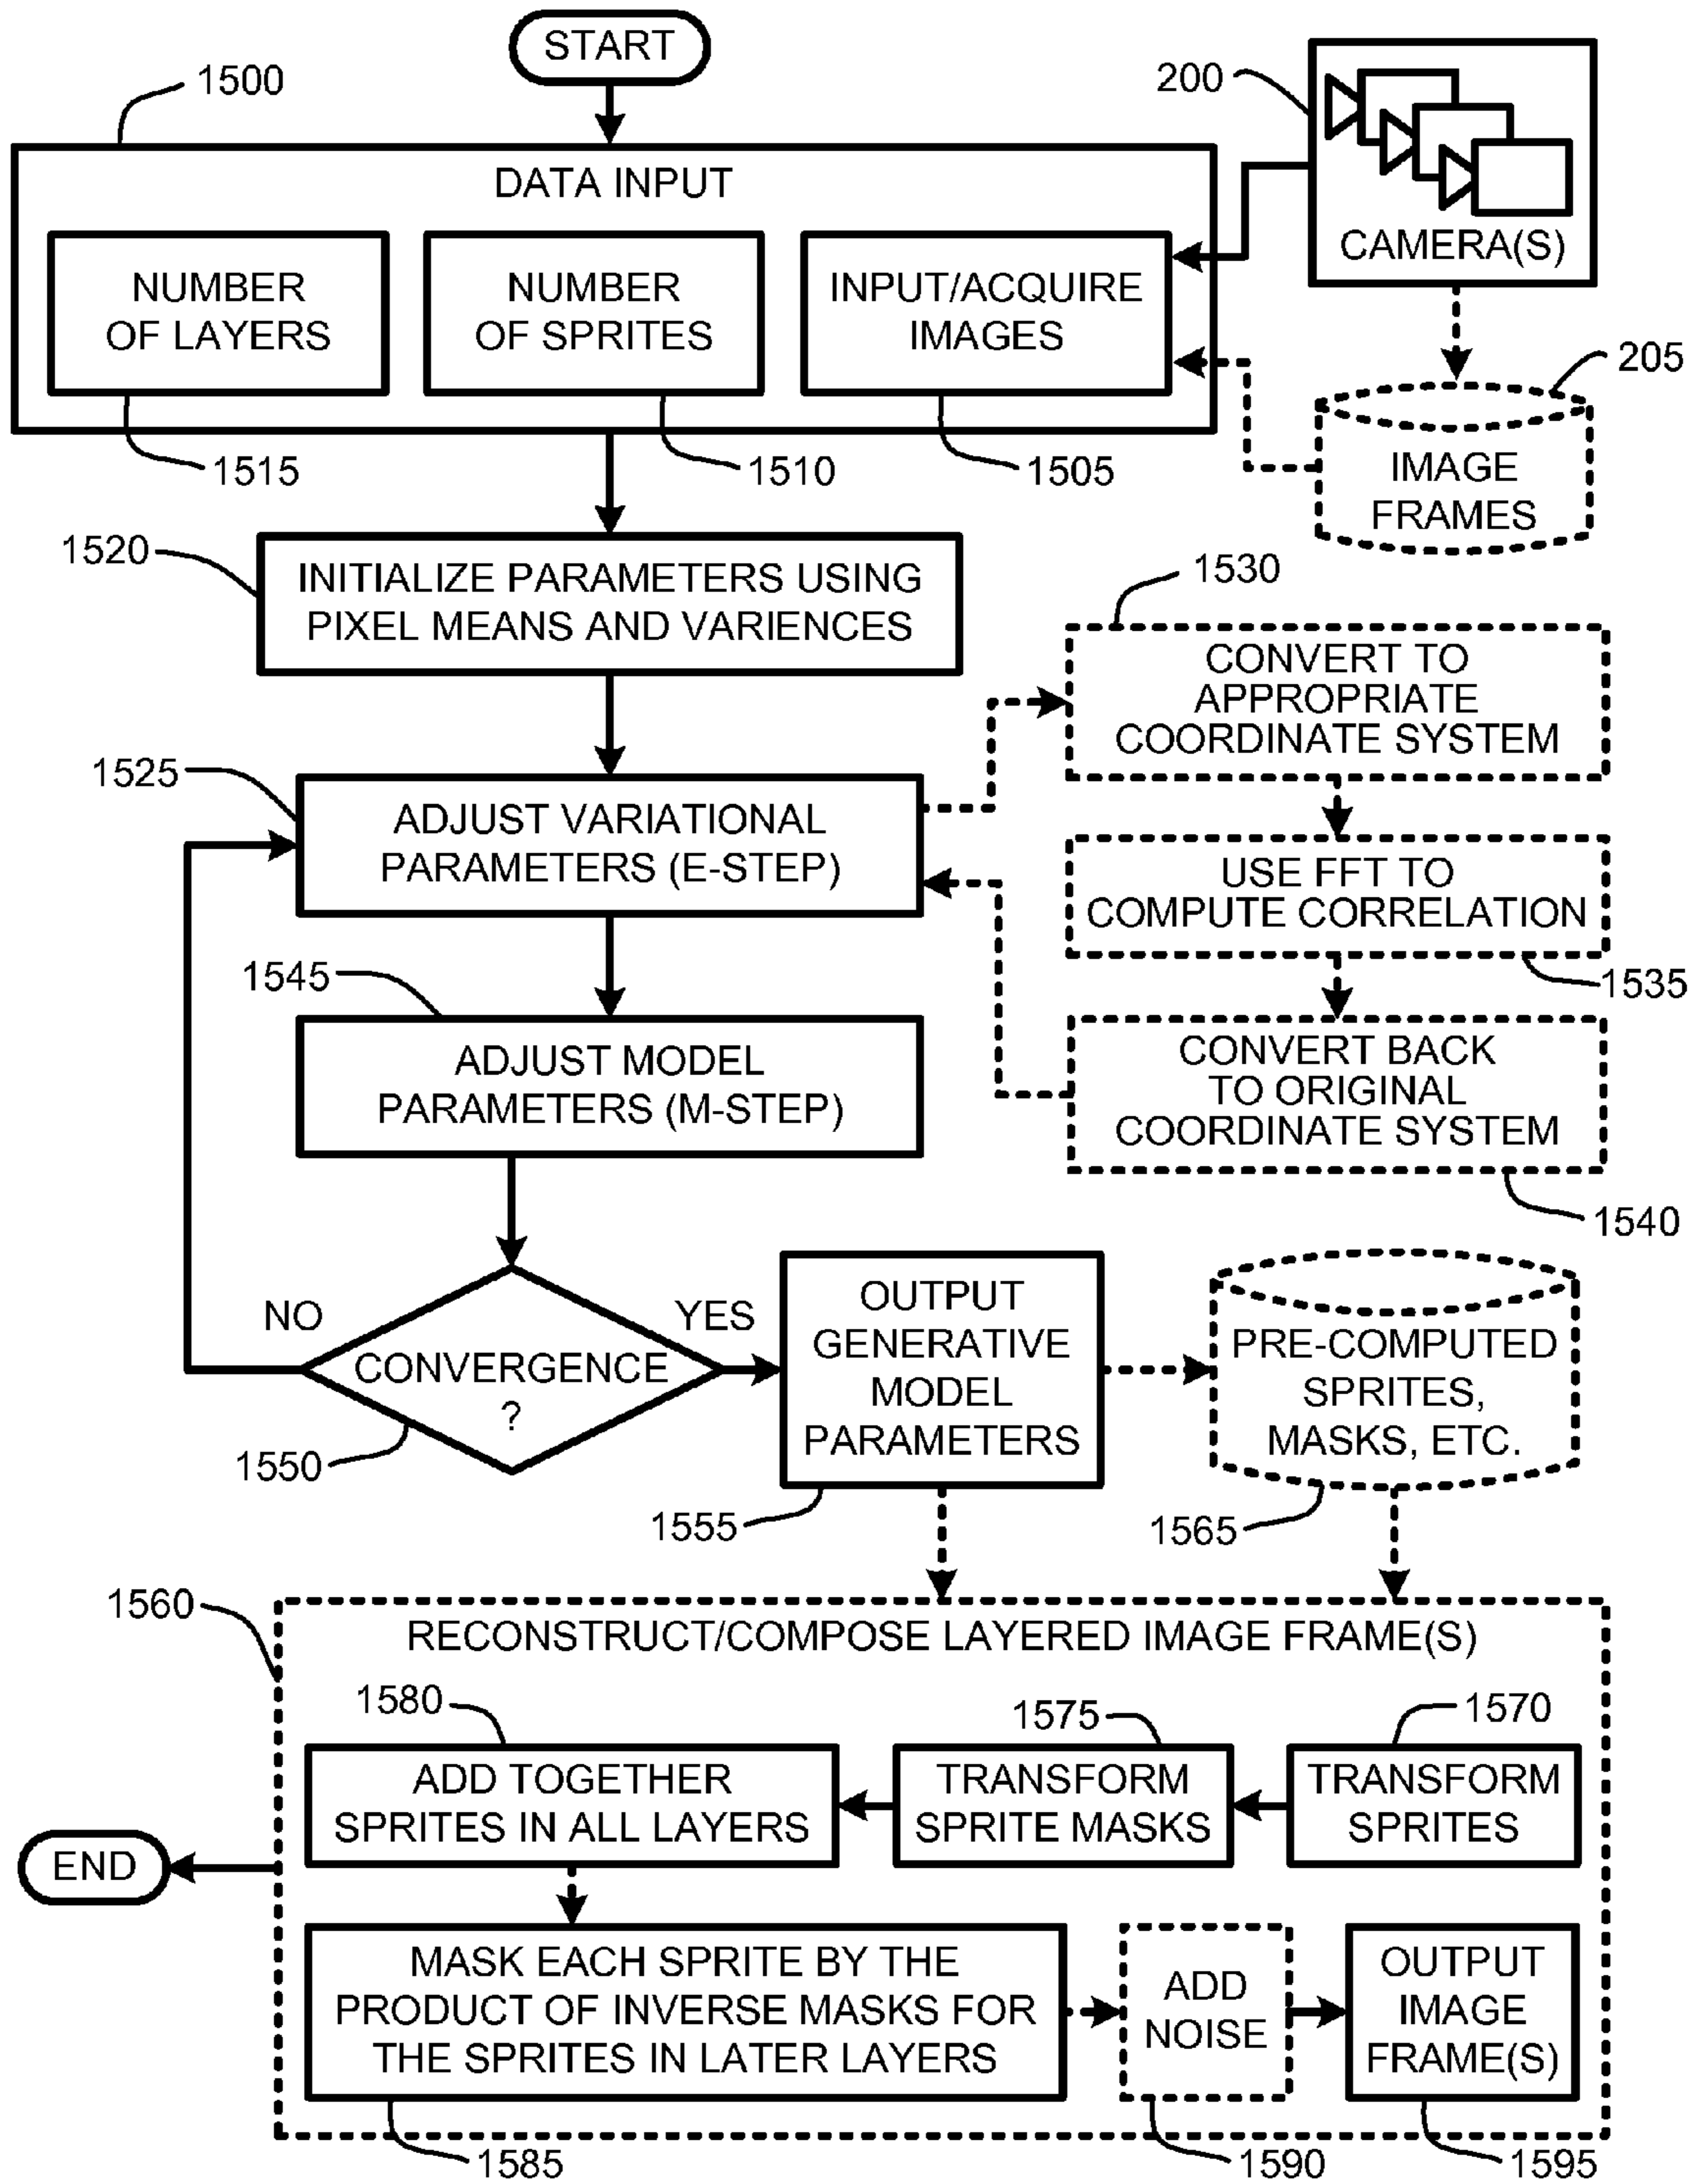 START
1500
200
DATA INPUT
CAMERA(S)
NUMBER
OF LAYERS
NUMBER
OF SPRITES
INPUT/ACQUIRE
IMAGES
205
1515
1510
1505
IMAGE
FRAMES
1520
INITIALIZE PARAMETERS USING
PIXEL MEANS AND VARIENCES
1530
CONVERT TO
APPROPRIATE
COORDINATE SYSTEM
1525
ADJUST VARIATIONAL
PARAMETERS (E-STEP)
USE FFT TO
COMPUTE CORRELATION
1535
1545
ADJUST MODEL
PARAMETERS (M-STEP)
CONVERT BACK
TO ORIGINAL
COORDINATE SYSTEM
1540
NO
YES
CONVERGENCE
?
1550
OUTPUT
GENERATIVE
MODEL
PARAMETERS
1555
PRE-COMPUTED
SPRITES,
MASKS, ETC.
1565
1560
RECONSTRUCT/COMPOSE LAYERED IMAGE FRAME(S)
1580
1575
1570
ADD TOGETHER
SPRITES IN ALL LAYERS
TRANSFORM
SPRITE MASKS
TRANSFORM
SPRITES
END
MASK EACH SPRITE BY THE
PRODUCT OF INVERSE MASKS FOR
THE SPRITES IN LATER LAYERS
ADD
NOISE
OUTPUT
IMAGE
FRAME(S)
1585
1590
1595